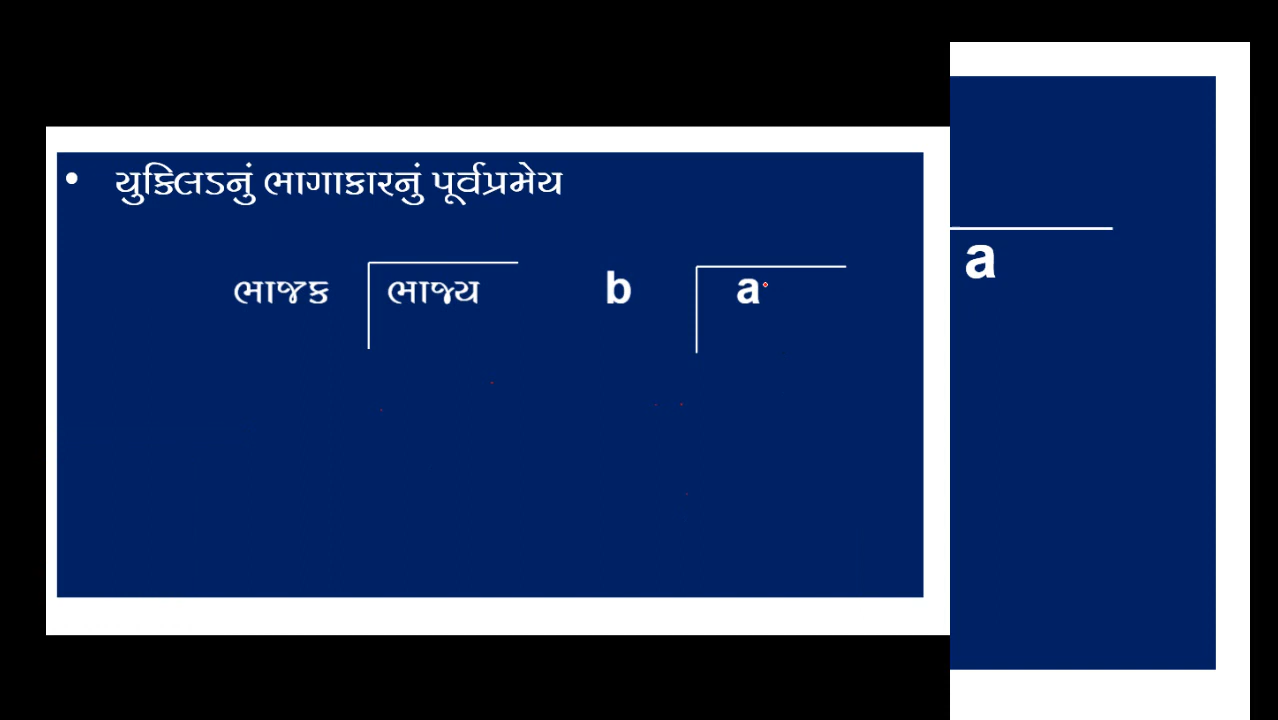 • યુક્લિડનું ભાગાકારનું પૂર્વપ્રમેય
ભાજક ભાજ્ય b a
a